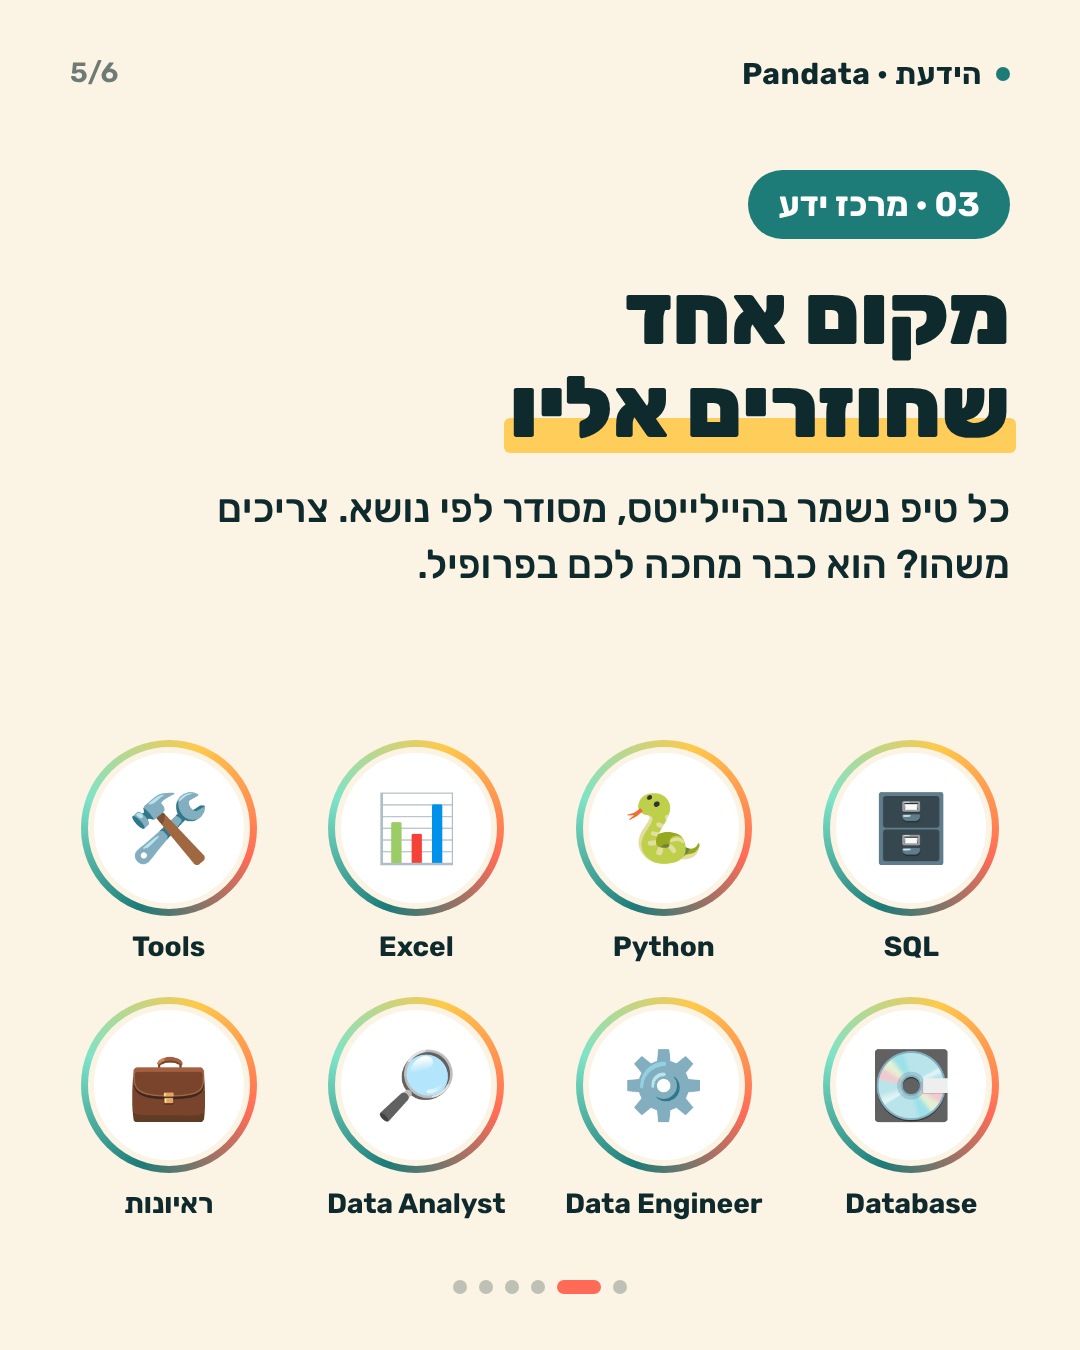 הידעת • Pandata
5/6
03 • מרכז ידע
מקום אחד
שחוזרים אליו
כל טיפ נשמר בהיילייטס, מסודר לפי נושא. צריכים
משהו? הוא כבר מחכה לכם בפרופיל.
SQL
Python
Excel
Tools
Database
Data Engineer
Data Analyst
ראיונות